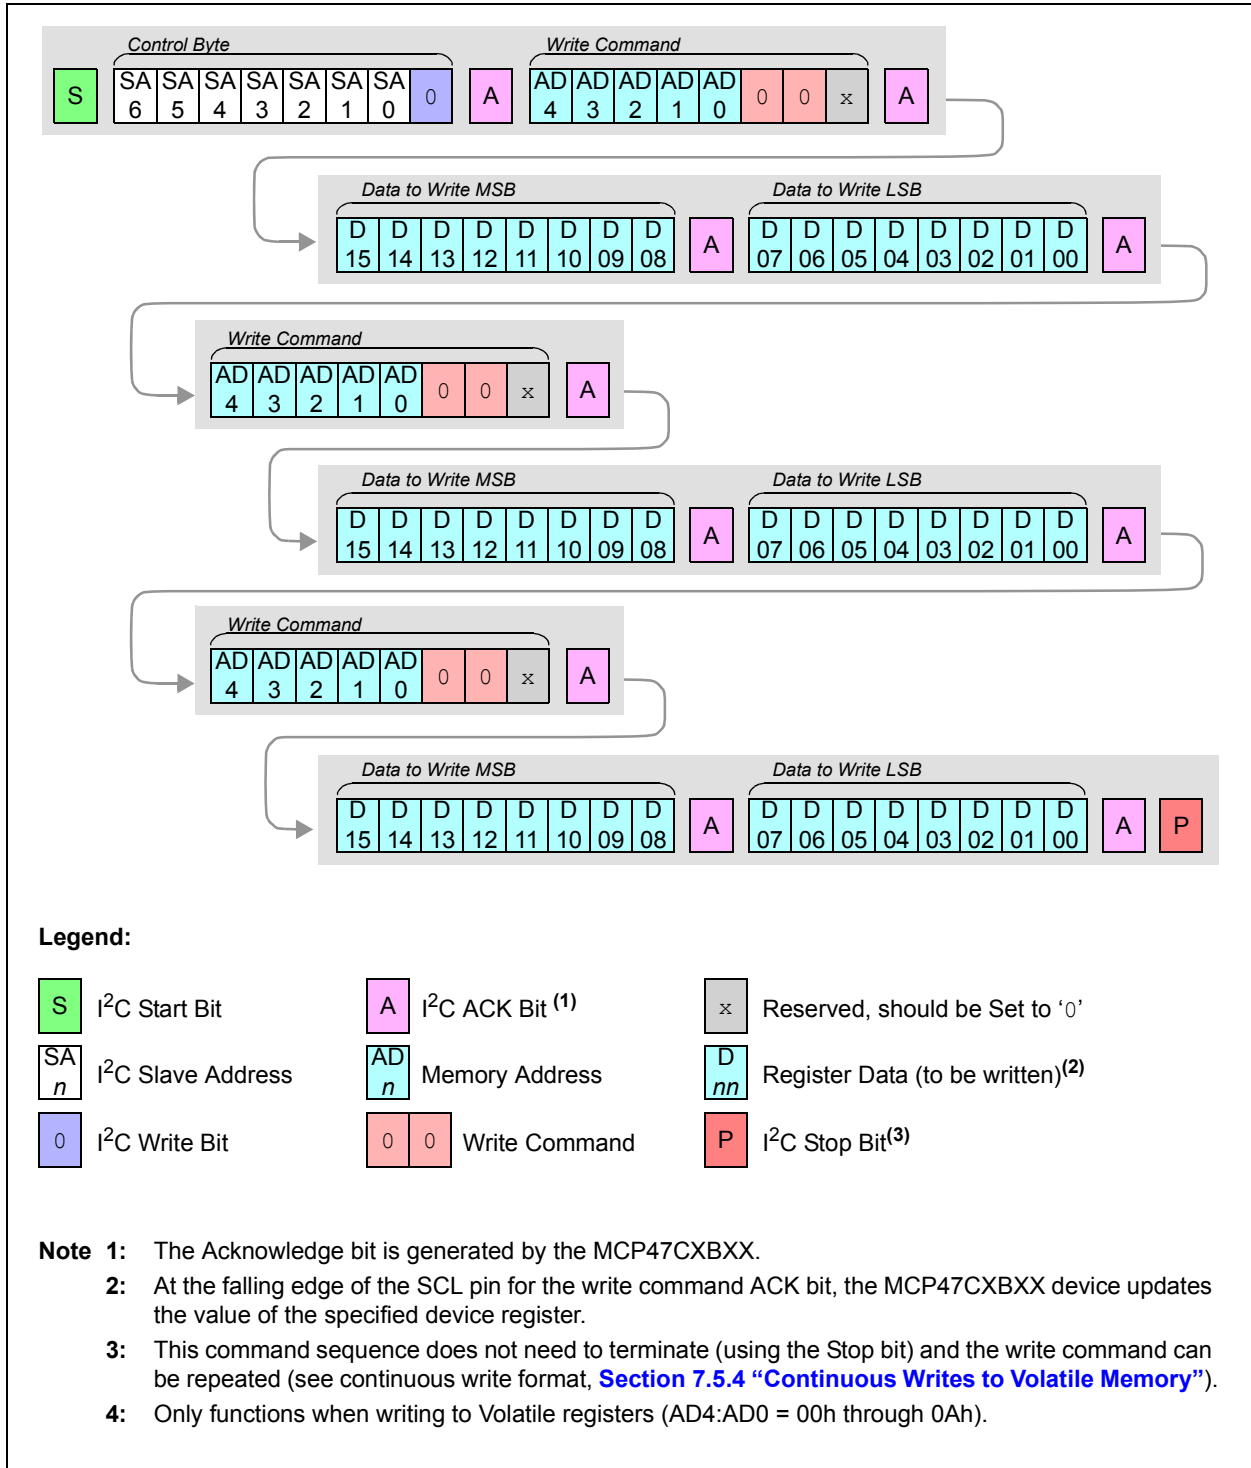 Control Byte Write Command
S SA 6 SA 5 SA 4 SA 3 SA 2 SA 1 SA 0 0 A AD 4 AD 3 AD 2 AD 1 AD 0 0 0 x A
Data to Write MSB Data to Write LSB
D 15 D 14 D 13 D 12 D 11 D 10 D 09 D 08 A D 07 D 06 D 05 D 04 D 03 D 02 D 01 D 00 A
Write Command
AD 4 AD 3 AD 2 AD 1 AD 0 0 0 x A
Data to Write MSB Data to Write LSB
D 15 D 14 D 13 D 12 D 11 D 10 D 09 D 08 A D 07 D 06 D 05 D 04 D 03 D 02 D 01 D 00 A
Write Command
AD 4 AD 3 AD 2 AD 1 AD 0 0 0 x A
Data to Write MSB Data to Write LSB
D 15 D 14 D 13 D 12 D 11 D 10 D 09 D 08 A D 07 D 06 D 05 D 04 D 03 D 02 D 01 D 00 A P
Legend:
S I²C Start Bit A I²C ACK Bit (1) x Reserved, should be Set to ‘0’
SA n I²C Slave Address AD n Memory Address D nn Register Data (to be written)(2)
0 I²C Write Bit 0 0 Write Command P I²C Stop Bit(3)
Note 1: The Acknowledge bit is generated by the MCP47CXBXX.
2: At the falling edge of the SCL pin for the write command ACK bit, the MCP47CXBXX device updates
the value of the specified device register.
3: This command sequence does not need to terminate (using the Stop bit) and the write command can
be repeated (see continuous write format, Section 7.5.4 “Continuous Writes to Volatile Memory”).
4: Only functions when writing to Volatile registers (AD4:AD0 = 00h through 0Ah).